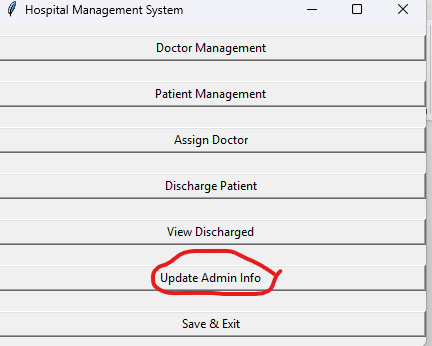 Hospital Management System
Doctor Management
Patient Management
Assign Doctor
Discharge Patient
View Discharged
Update Admin Info
Save & Exit